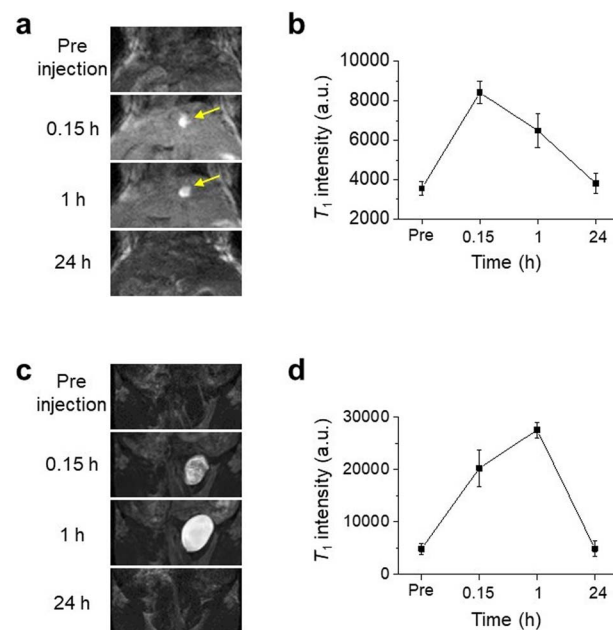 a
Pre
injection
0.15 h
1 h
24 h
b
T₁ intensity (a.u.)
10000
8000
6000
4000
2000
Pre 0.15 1 24
Time (h)
c
Pre
injection
0.15 h
1 h
24 h
d
T₁ intensity (a.u.)
30000
20000
10000
0
Pre 0.15 1 24
Time (h)